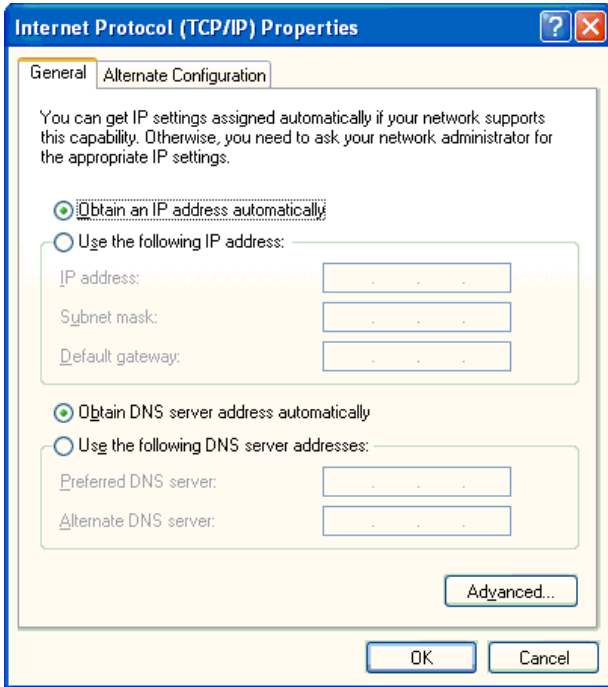 Internet Protocol (TCP/IP) Properties
General
Alternate Configuration
You can get IP settings assigned automatically if your network supports
this capability. Otherwise, you need to ask your network administrator for
the appropriate IP settings.
Obtain an IP address automatically
Use the following IP address:
IP address:
Subnet mask:
Default gateway:
Obtain DNS server address automatically
Use the following DNS server addresses:
Preferred DNS server:
Alternate DNS server:
Advanced...
OK
Cancel